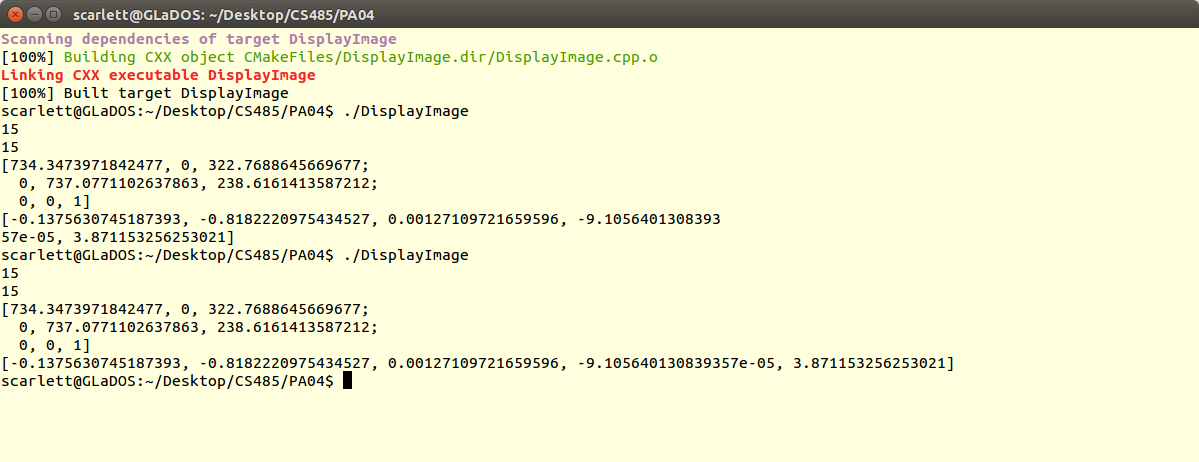 scarlett@GLaDOS: ~/Desktop/CS485/PA04
Scanning dependencies of target DisplayImage
[100%] Building CXX object CMakeFiles/DisplayImage.dir/DisplayImage.cpp.o
Linking CXX executable DisplayImage
[100%] Built target DisplayImage
scarlett@GLaDOS:~/Desktop/CS485/PA04$ ./DisplayImage
15
15
[734.3473971842477, 0, 322.7688645669677;
  0, 737.0771102637863, 238.6161413587212;
  0, 0, 1]
[-0.1375630745187393, -0.8182220975434527, 0.00127109721659596, -9.1056401308393
57e-05, 3.871153256253021]
scarlett@GLaDOS:~/Desktop/CS485/PA04$ ./DisplayImage
15
15
[734.3473971842477, 0, 322.7688645669677;
  0, 737.0771102637863, 238.6161413587212;
  0, 0, 1]
[-0.1375630745187393, -0.8182220975434527, 0.00127109721659596, -9.105640130839357e-05, 3.871153256253021]
scarlett@GLaDOS:~/Desktop/CS485/PA04$